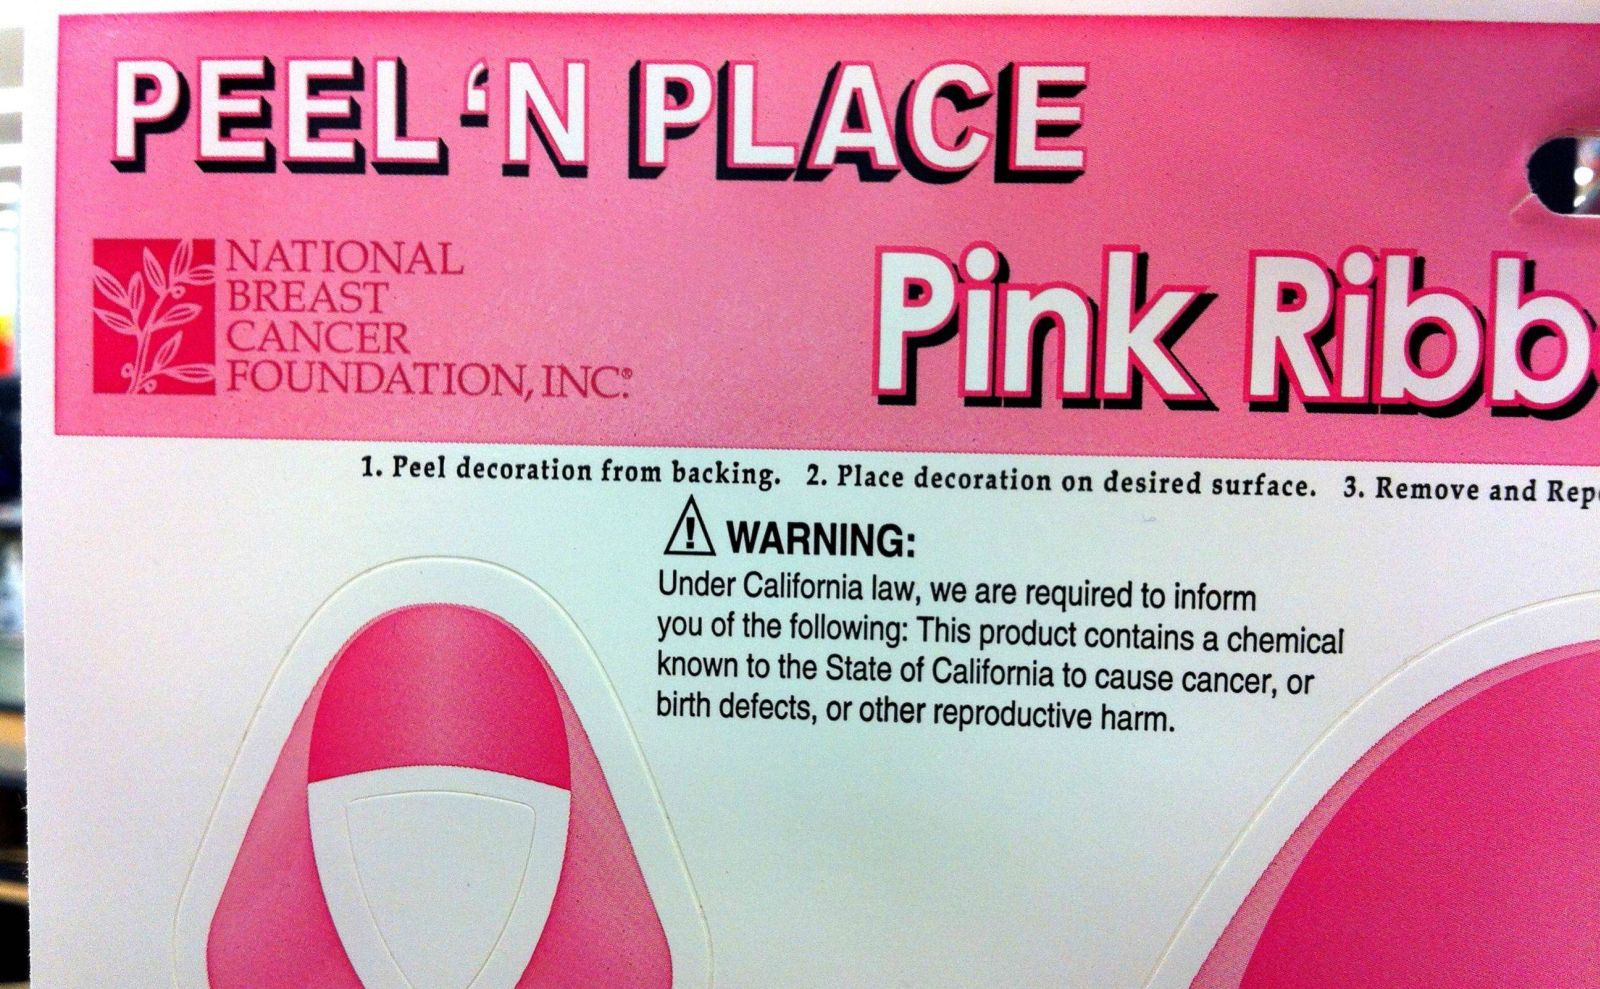 PEEL 'N PLACE
NATIONAL
BREAST
CANCER
FOUNDATION, INC.®
Pink Ribb
1. Peel decoration from backing. 2. Place decoration on desired surface. 3. Remove and Rep
WARNING:
Under California law, we are required to inform
you of the following: This product contains a chemical
known to the State of California to cause cancer, or
birth defects, or other reproductive harm.